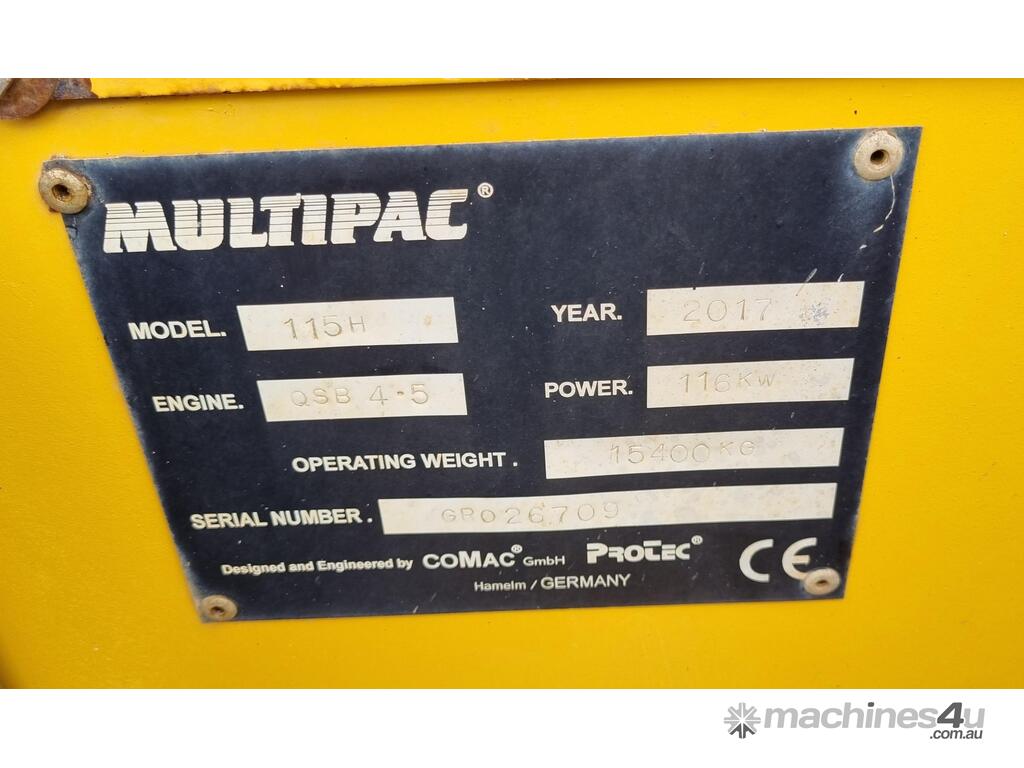 MULTIPAC®
MODEL. 115H YEAR. 2017
ENGINE. QSB 4.5 POWER. 116KW
OPERATING WEIGHT. 15400KG
SERIAL NUMBER. GR026709
Designed and Engineered by COMAC® GmbH PROTEC® CE
Hamelm / GERMANY
machines4u
.com.au